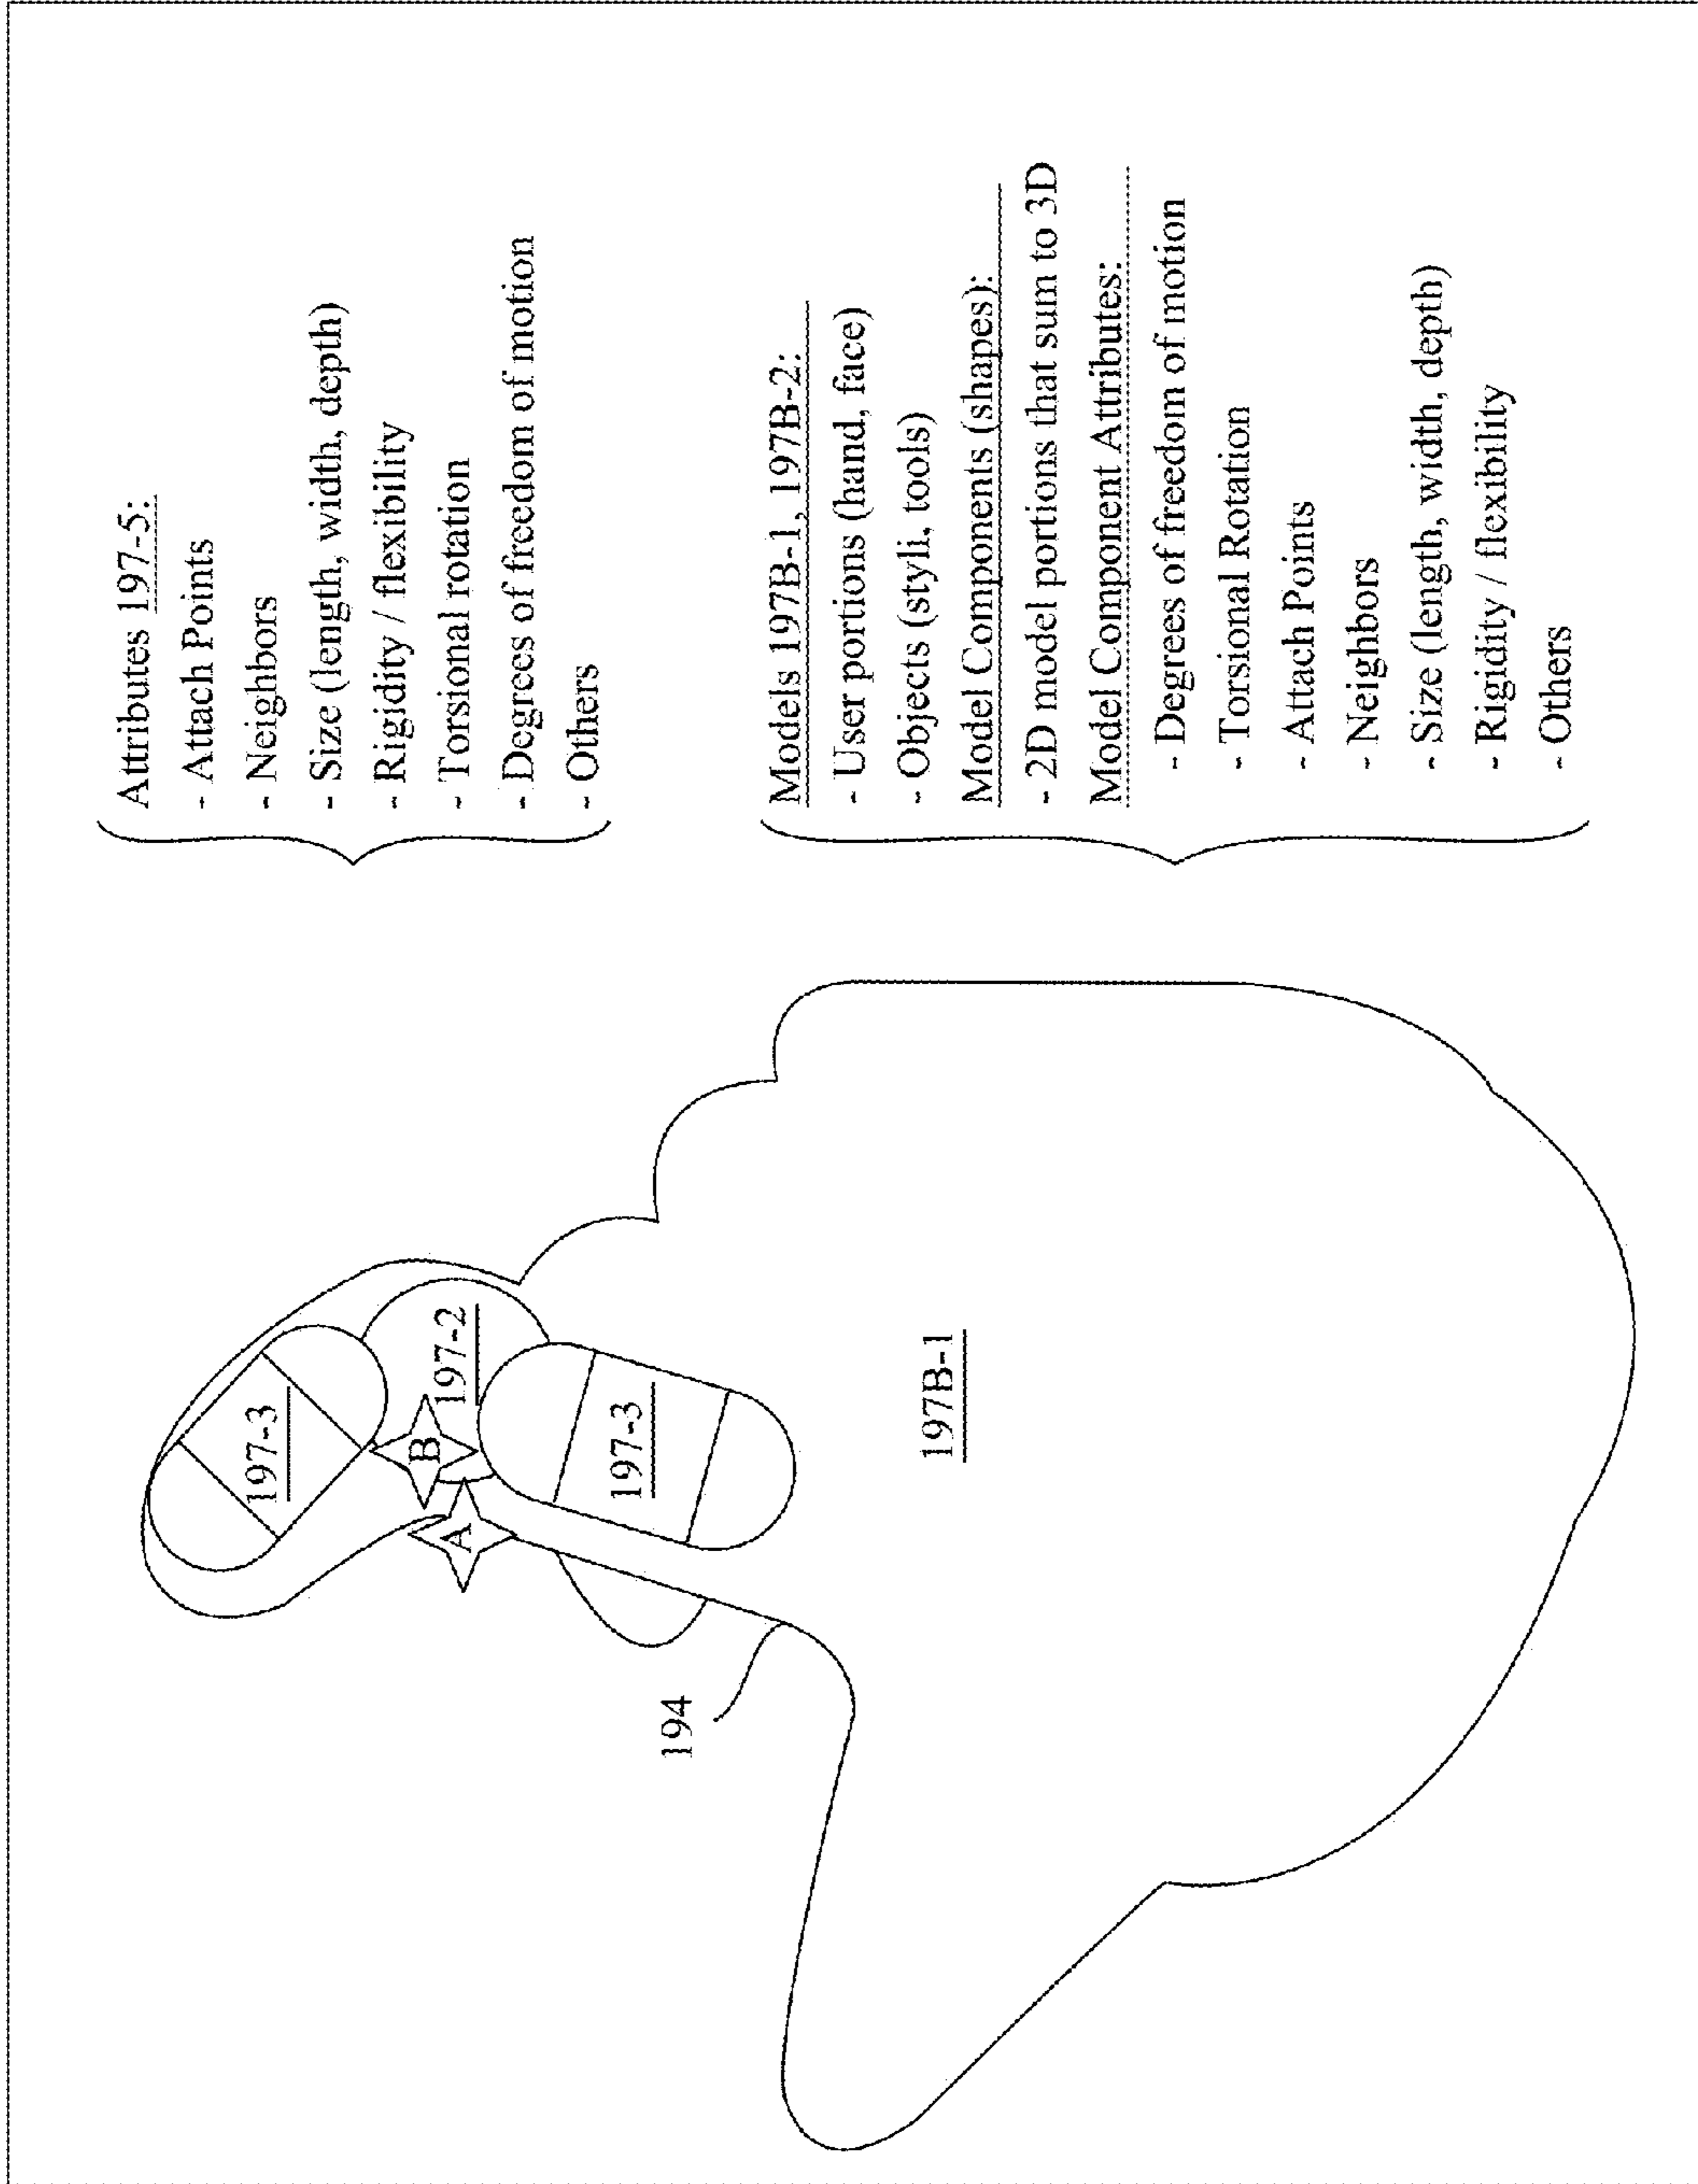 197-3
197-2
B
A
197-3
194
197B-1
Attributes 197-5:
- Attach Points
- Neighbors
- Size (length, width, depth)
- Rigidity / flexibility
- Torsional rotation
- Degrees of freedom of motion
- Others
Models 197B-1, 197B-2:
- User portions (hand, face)
- Objects (styli, tools)
Model Components (shapes):
- 2D model portions that sum to 3D
Model Component Attributes:
- Degrees of freedom of motion
- Torsional Rotation
- Attach Points
- Neighbors
- Size (length, width, depth)
- Rigidity / flexibility
- Others